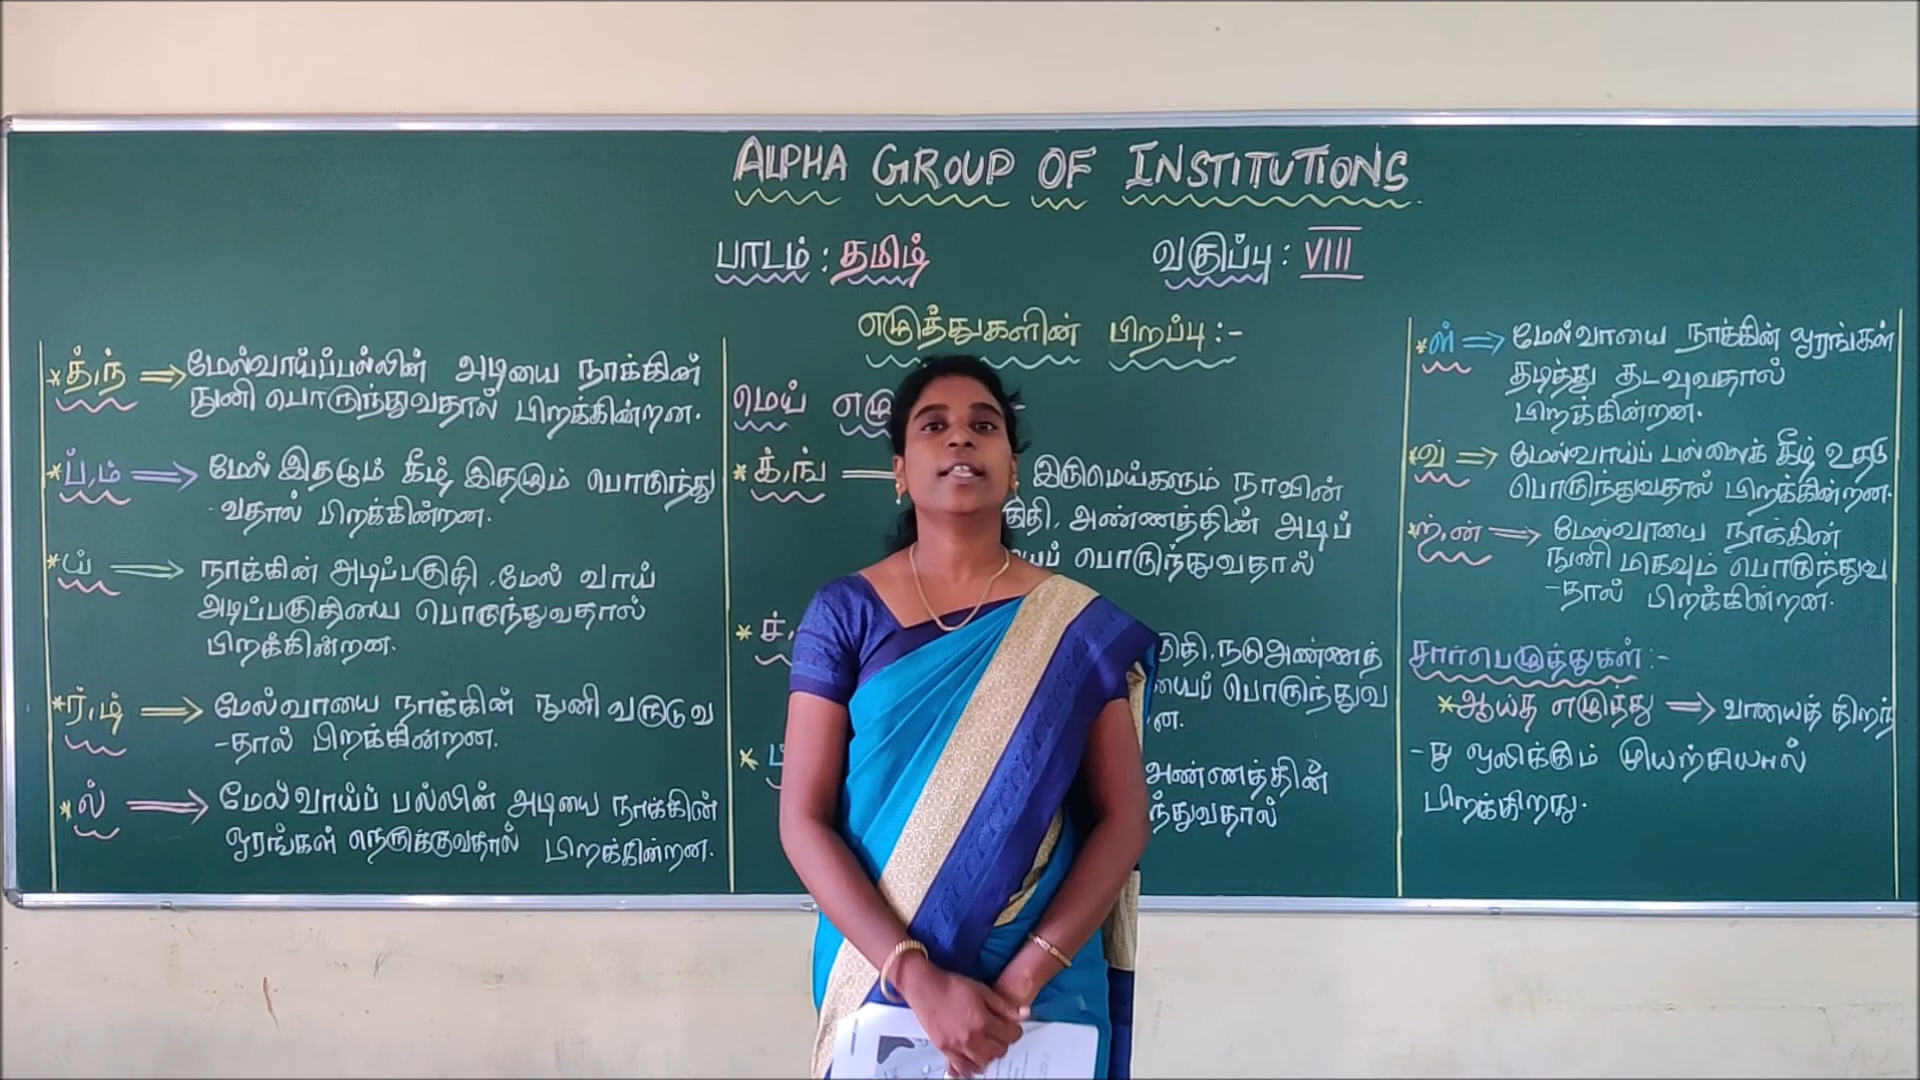 ALPHA GROUP OF INSTITUTIONS
பாடம் : தமிழ்
வகுப்பு : VIII
எழுத்துகளின் பிறப்பு :-
* த்,ந் ⇒ மேல்வாய்ப்பல்லின் அடியை நாக்கின்
நுனி பொருந்துவதால் பிறக்கின்றன.
* ப்,ம் ⇒ மேல் இதழும் கீழ் இதழும் பொருந்து
வதால் பிறக்கின்றன.
* ய் ⇒ நாக்கின் அடிப்பகுதி, மேல் வாய்
அடிப்பகுதியை பொருந்துவதால்
பிறக்கின்றன.
* ர்,ழ் ⇒ மேல்வாயை நாக்கின் நுனி வருடுவ
-தால் பிறக்கின்றன.
* ல் ⇒ மேல்வாய்ப் பல்லின் அடியை நாக்கின்
ஓரங்கள் நெருக்குவதால் பிறக்கின்றன.
மெய்
* க்,ங் இருமெய்களும் நாவின்
அண்ணத்தின் அடிப்
பொருந்துவதால்
* ச்,
நடுஅண்ணத்
பொருந்துவ
*
அண்ணத்தின்
* ள் ⇒ மேல்வாயை நாக்கின் ஓரங்கள்
தடித்து தடவுவதால்
பிறக்கின்றன.
* வ் ⇒ மேல்வாய்ப் பல்லைக் கீழ் உதடு
பொருந்துவதால் பிறக்கின்றன.
* ற்,ன் ⇒ மேல்வாயை நாக்கின்
நுனி மிகவும் பொருந்துவ
-தால் பிறக்கின்றன.
சார்பெழுத்துகள் :-
* ஆய்த எழுத்து ⇒ வாயைத் திறந்
-து ஒலிக்கும் முயற்சியால்
பிறக்கிறது.